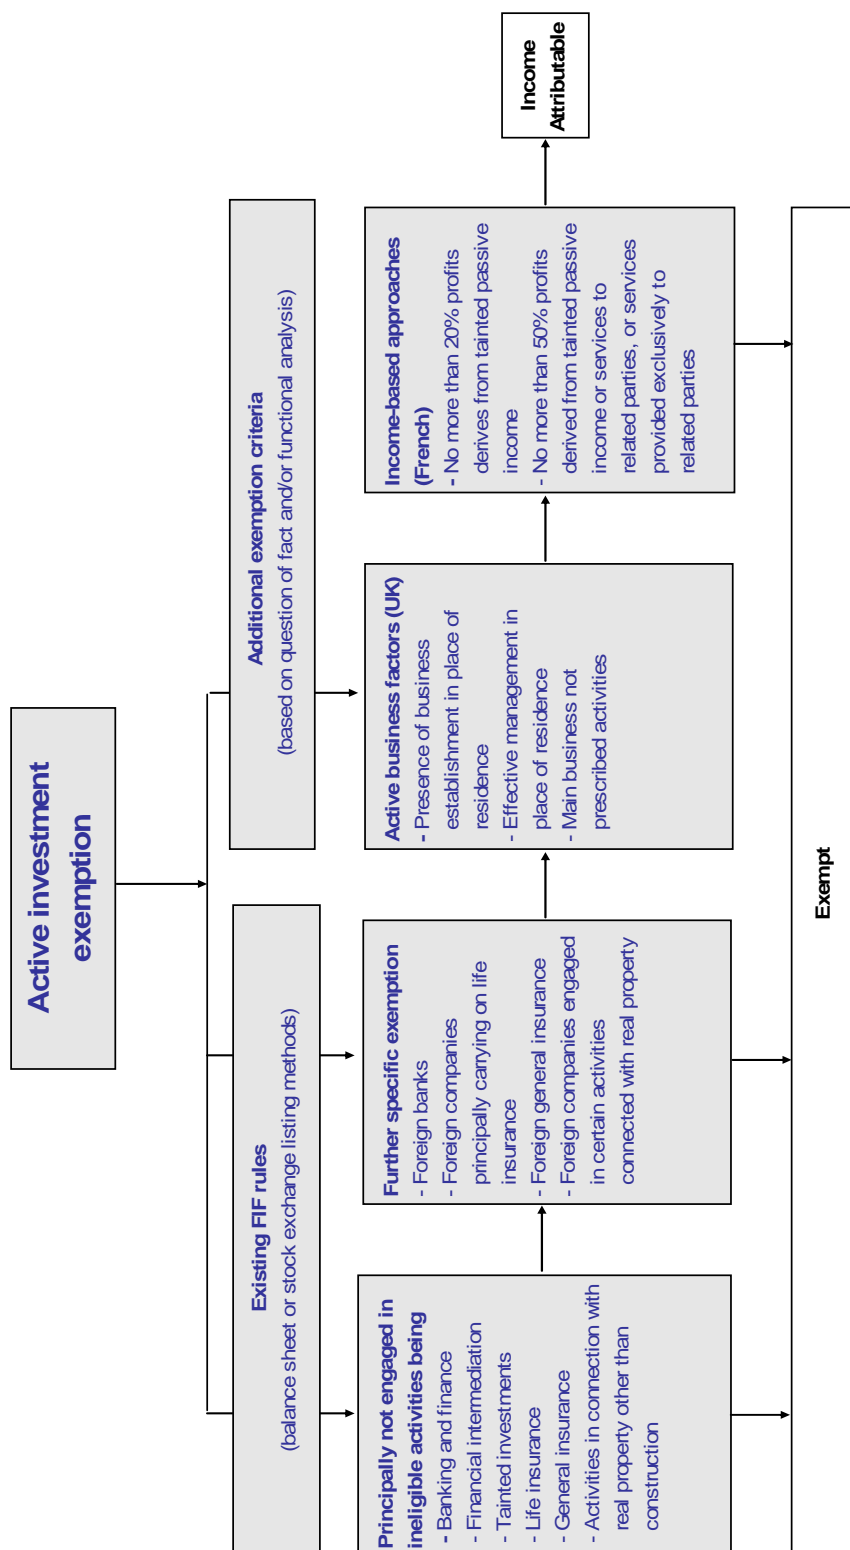 Active investment
exemption
Existing FIF rules
(balance sheet or stock exchange listing methods)
Additional exemption criteria
(based on question of fact and/or functional analysis)
Principally not engaged in
ineligible activities being
- Banking and finance
- Financial intermediation
- Tainted investments
- Life insurance
- General insurance
- Activities in connection with
real property other than
construction
Further specific exemption
- Foreign banks
- Foreign companies
principally carrying on life
insurance
- Foreign general insurance
- Foreign companies engaged
in certain activities
connected with real property
Active business factors (UK)
- Presence of business
establishment in place of
residence
- Effective management in
place of residence
- Main business not
prescribed activities
Income-based approaches
(French)
- No more than 20% profits
derives from tainted passive
income
- No more than 50% profits
derived from tainted passive
income or services to
related parties, or services
provided exclusively to
related parties
Income
Attributable
Exempt